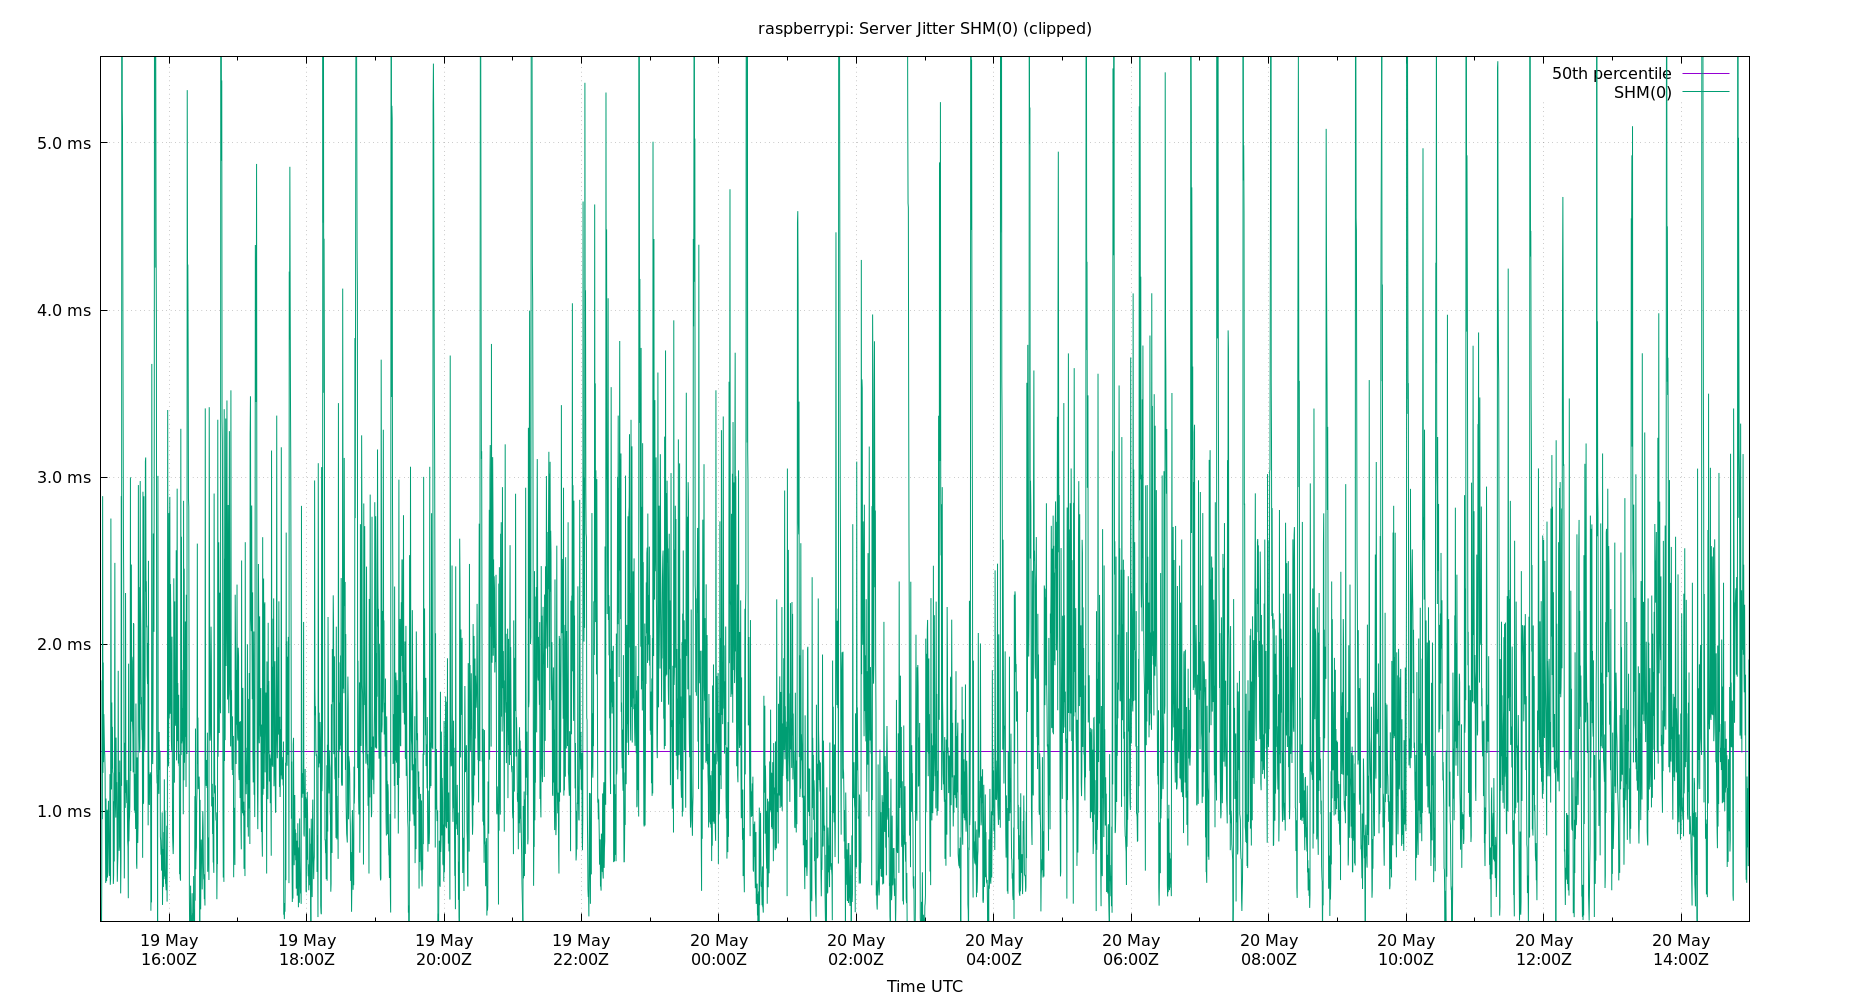 raspberrypi: Server Jitter SHM(0) (clipped)
50th percentile
SHM(0)
5.0 ms
4.0 ms
3.0 ms
2.0 ms
1.0 ms
19 May 19 May 19 May 19 May 20 May 20 May 20 May 20 May 20 May 20 May 20 May 20 May
16:00Z 18:00Z 20:00Z 22:00Z 00:00Z 02:00Z 04:00Z 06:00Z 08:00Z 10:00Z 12:00Z 14:00Z
Time UTC